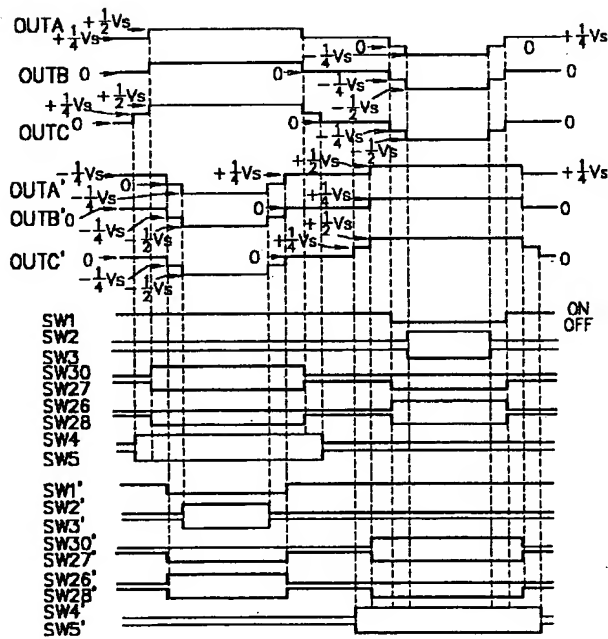 OUTA +1/4Vs +1/2Vs 0 -1/4Vs 0 +1/4Vs
OUTB 0 0 -1/4Vs -1/2Vs 0
OUTC 0 +1/4Vs +1/2Vs 0 -1/4Vs -1/2Vs 0
OUTA' -1/4Vs 0 -1/4Vs +1/4Vs +1/2Vs +1/4Vs
OUTB' 0 -1/4Vs -1/2Vs 0 +1/4Vs 0
OUTC' 0 -1/4Vs -1/2Vs 0 +1/4Vs +1/2Vs 0
SW1 ON
OFF
SW2
SW3
SW30
SW27
SW26
SW28
SW4
SW5
SW1'
SW2'
SW3'
SW30'
SW27'
SW26'
SW28'
SW4'
SW5'